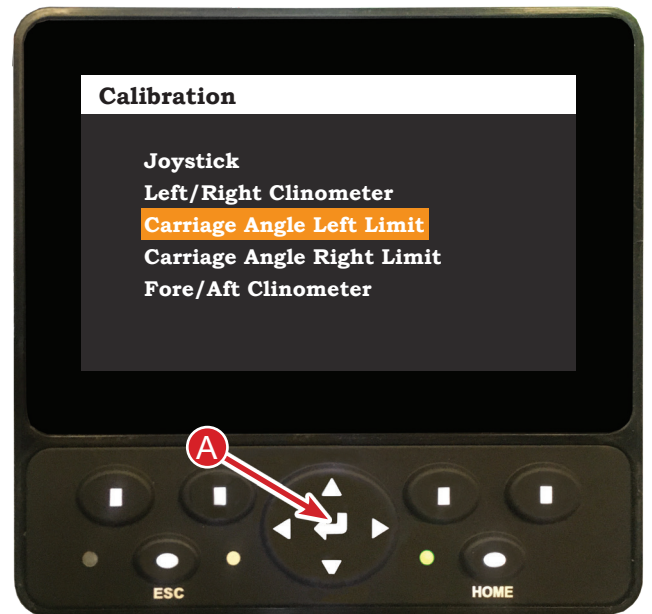 Calibration
Joystick
Left/Right Clinometer
Carriage Angle Left Limit
Carriage Angle Right Limit
Fore/Aft Clinometer
A
ESC
HOME